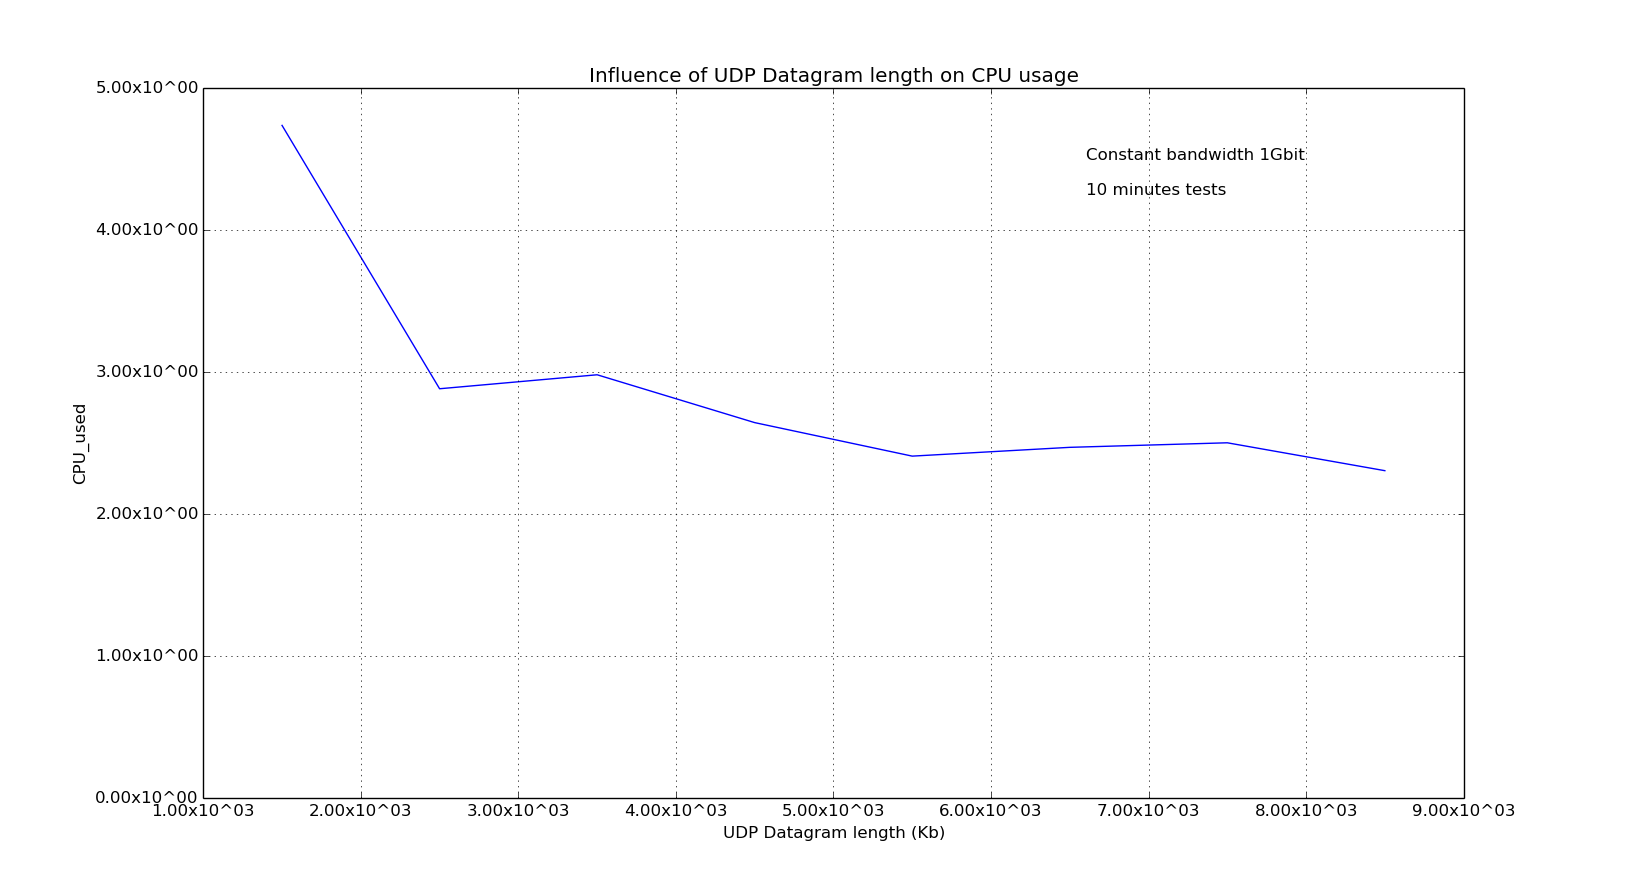 Influence of UDP Datagram length on CPU usage
5.00x10^00
Constant bandwidth 1Gbit
10 minutes tests
4.00x10^00
3.00x10^00
CPU_used
2.00x10^00
1.00x10^00
0.00x10^00
1.00x10^03 2.00x10^03 3.00x10^03 4.00x10^03 5.00x10^03 6.00x10^03 7.00x10^03 8.00x10^03 9.00x10^03
UDP Datagram length (Kb)